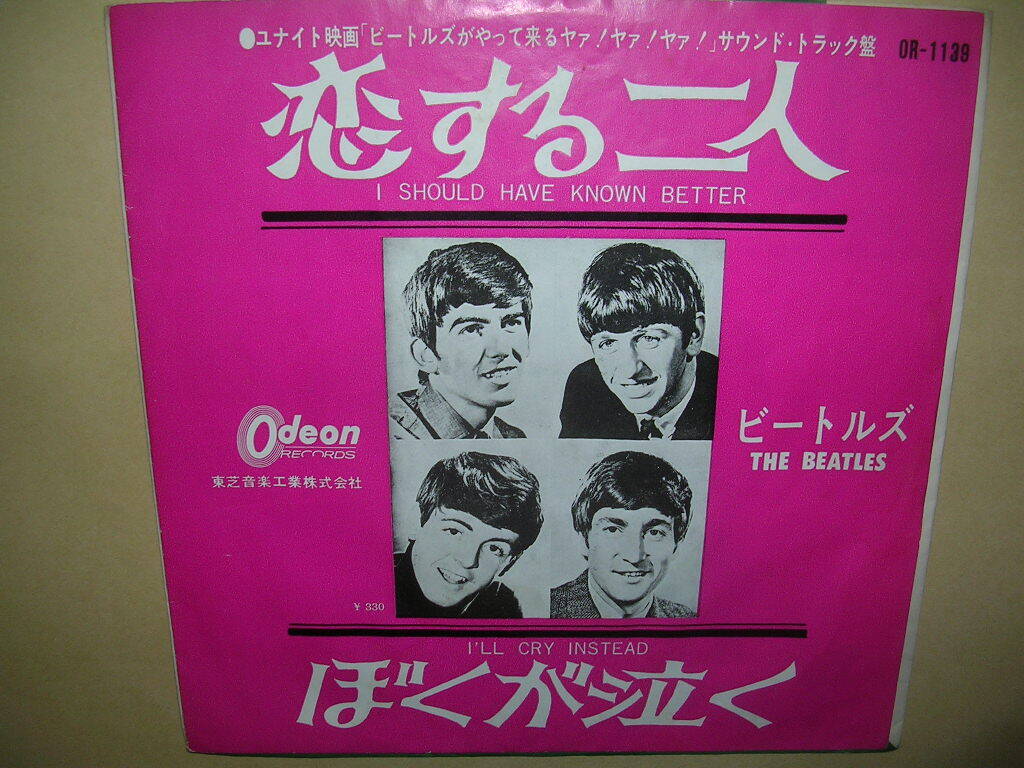 ●ユナイト映画「ビートルズがやって来るヤァ!ヤァ!ヤァ!」サウンド・トラック盤
OR-1139
恋する二人
I SHOULD HAVE KNOWN BETTER
Odeon
RECORDS
東芝音楽工業株式会社
ビートルズ
THE BEATLES
¥ 330
I'LL CRY INSTEAD
ぼくが泣く